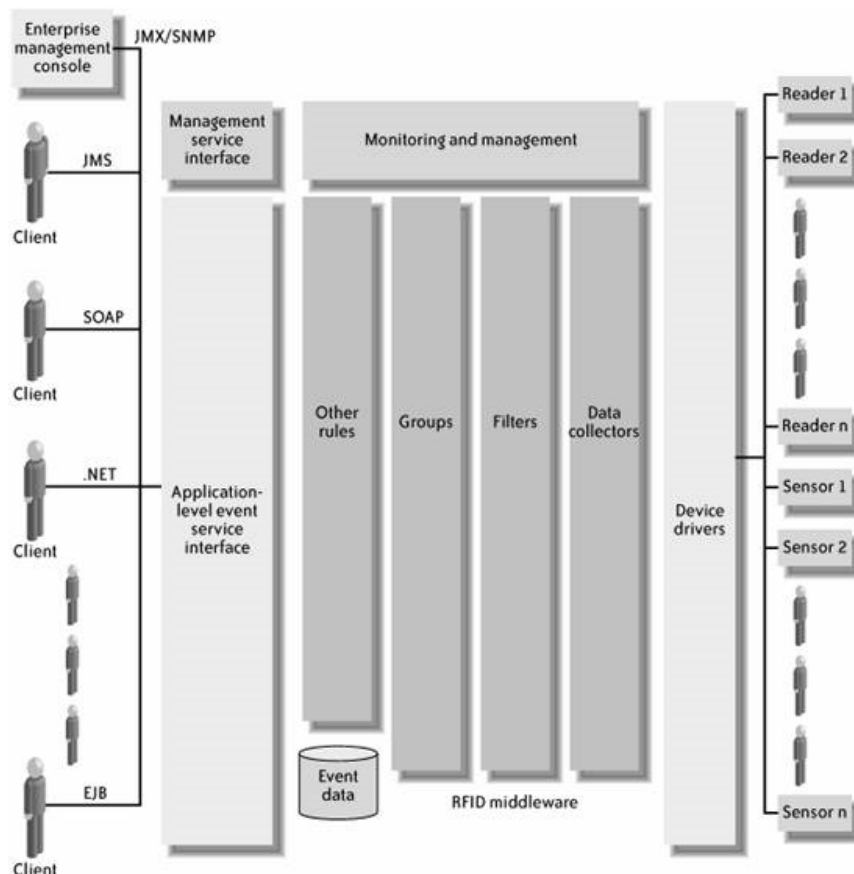 Enterprise
management
console
JMX/SNMP
JMS
Client
SOAP
Client
.NET
Client
EJB
Client
Management
service
interface
Application-
level event
service
interface
Monitoring and management
Other
rules
Groups
Filters
Data
collectors
Event
data
RFID middleware
Device
drivers
Reader 1
Reader 2
Reader n
Sensor 1
Sensor 2
Sensor n